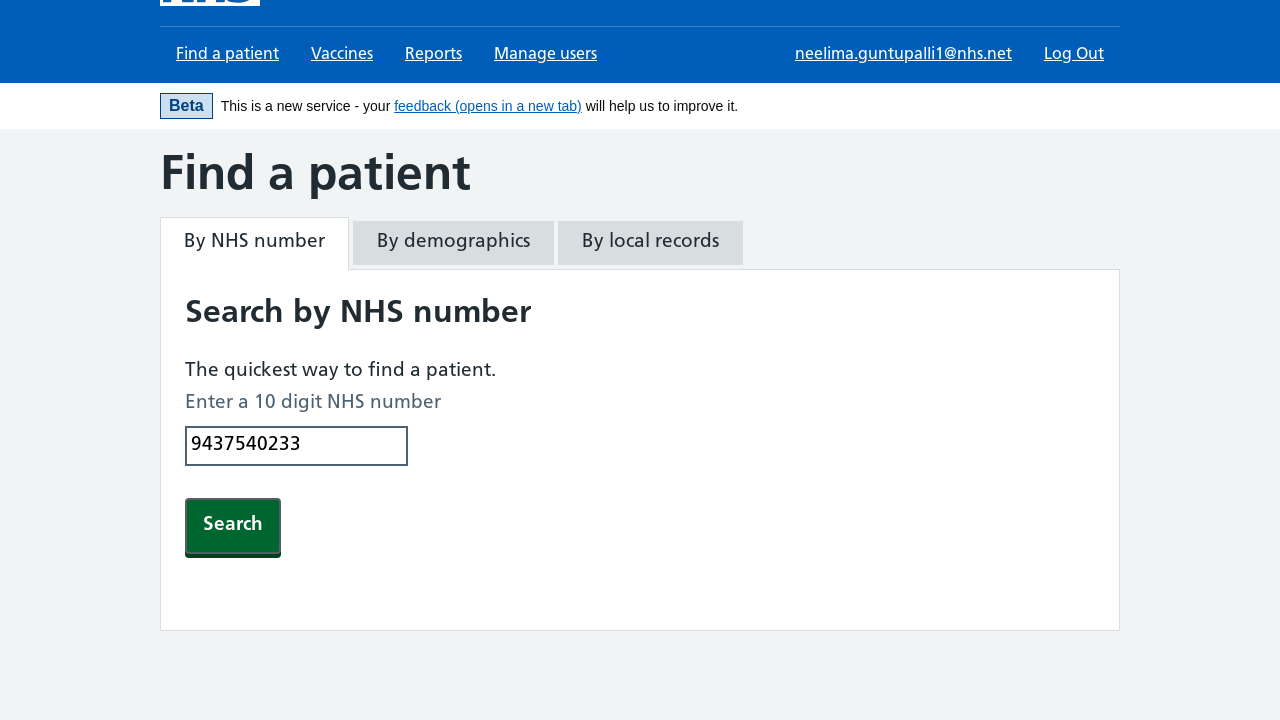 Find a patient Vaccines Reports Manage users neelima.guntupalli1@nhs.net Log Out
Beta This is a new service - your feedback (opens in a new tab) will help us to improve it.
Find a patient
By NHS number By demographics By local records
Search by NHS number
The quickest way to find a patient.
Enter a 10 digit NHS number
9437540233
Search